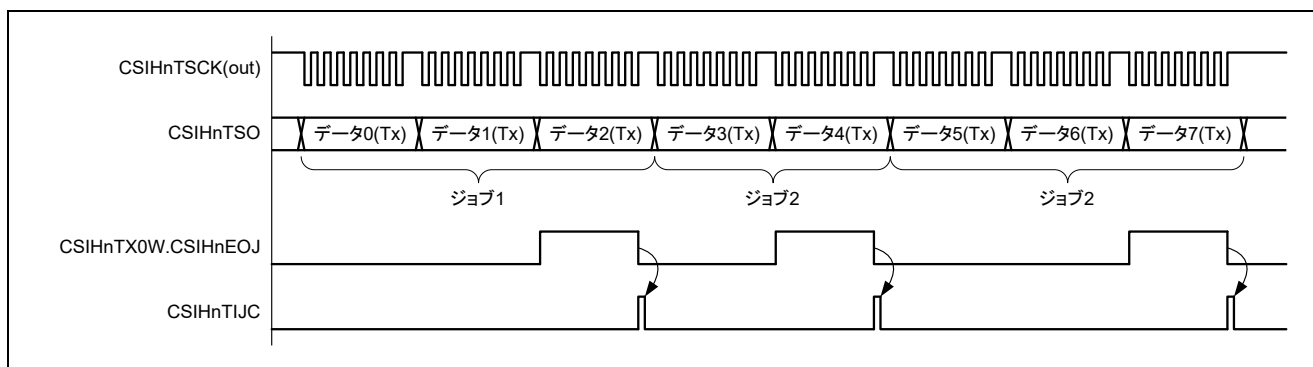 CSIHnTSCK(out)
CSIHnTSO
データ0(Tx) データ1(Tx) データ2(Tx) データ3(Tx) データ4(Tx) データ5(Tx) データ6(Tx) データ7(Tx)
ジョブ1 ジョブ2 ジョブ2
CSIHnTX0W.CSIHnEOJ
CSIHnTIJC